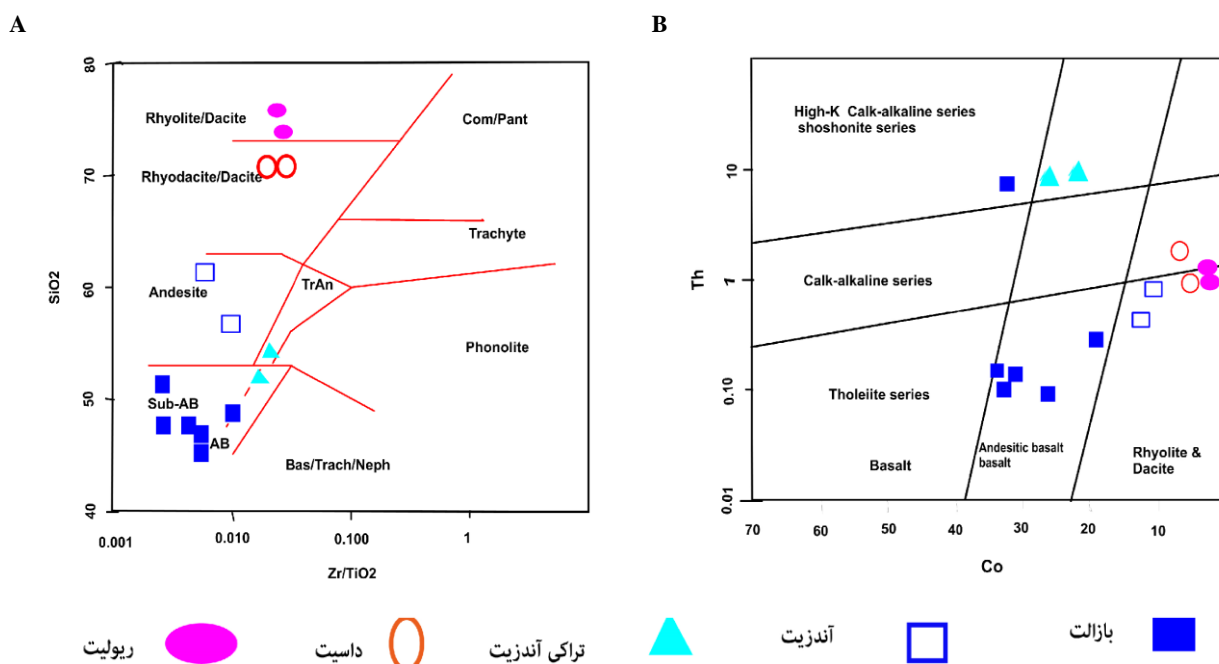 A
B
80
70
60
50
40
SiO2
0.001
0.010
0.100
1
Zr/TiO2
Rhyolite/Dacite
Com/Pant
Rhyodacite/Dacite
Trachyte
TrAn
Andesite
Phonolite
Sub-AB
AB
Bas/Trach/Neph
10
1
0.10
0.01
Th
70
60
50
40
30
20
10
Co
High-K Calk-alkaline series
shoshonite series
Calk-alkaline series
Tholeiite series
Basalt
Andesitic basalt
basalt
Rhyolite &
Dacite
بازالت
آندزیت
تراکی آندزیت
داسیت
ریولیت